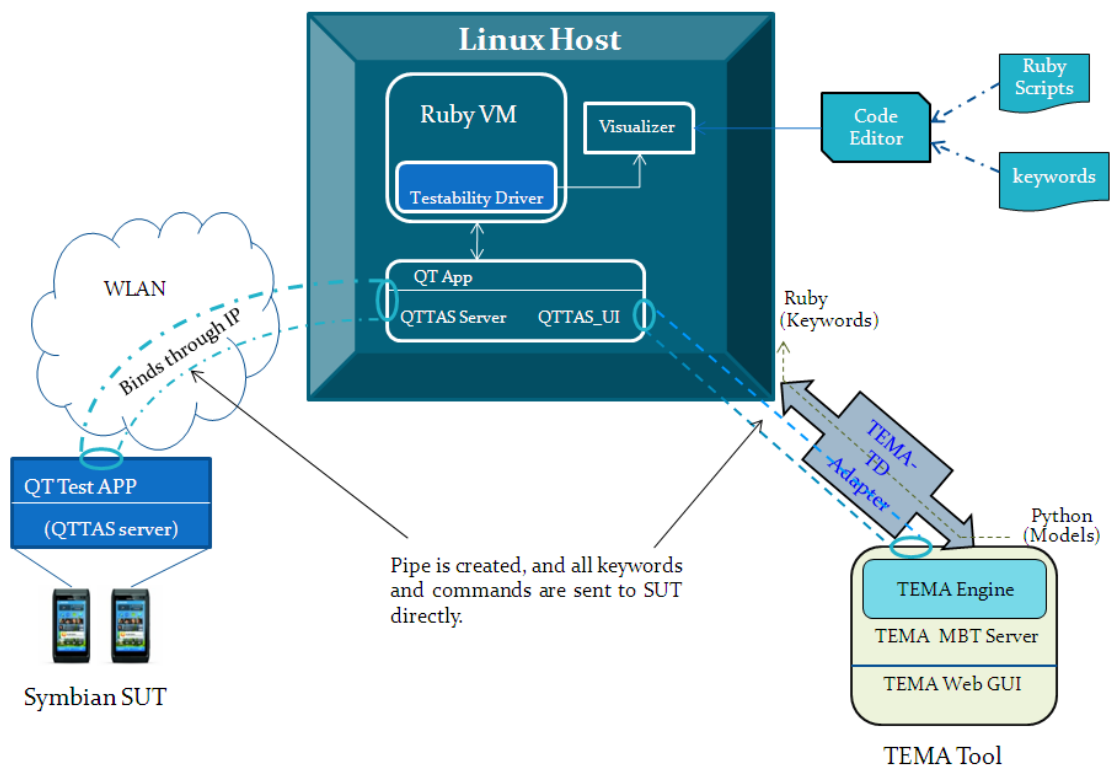 Linux Host
Ruby VM
Testability Driver
Visualizer
Code
Editor
Ruby
Scripts
keywords
QT App
QTTAS Server
QTTAS_UI
WLAN
Binds through IP
QT Test APP
(QTTAS server)
Symbian SUT
Pipe is created, and all keywords
and commands are sent to SUT
directly.
Ruby
(Keywords)
TEMA-
TD
Adapter
Python
(Models)
TEMA Engine
TEMA MBT Server
TEMA Web GUI
TEMA Tool